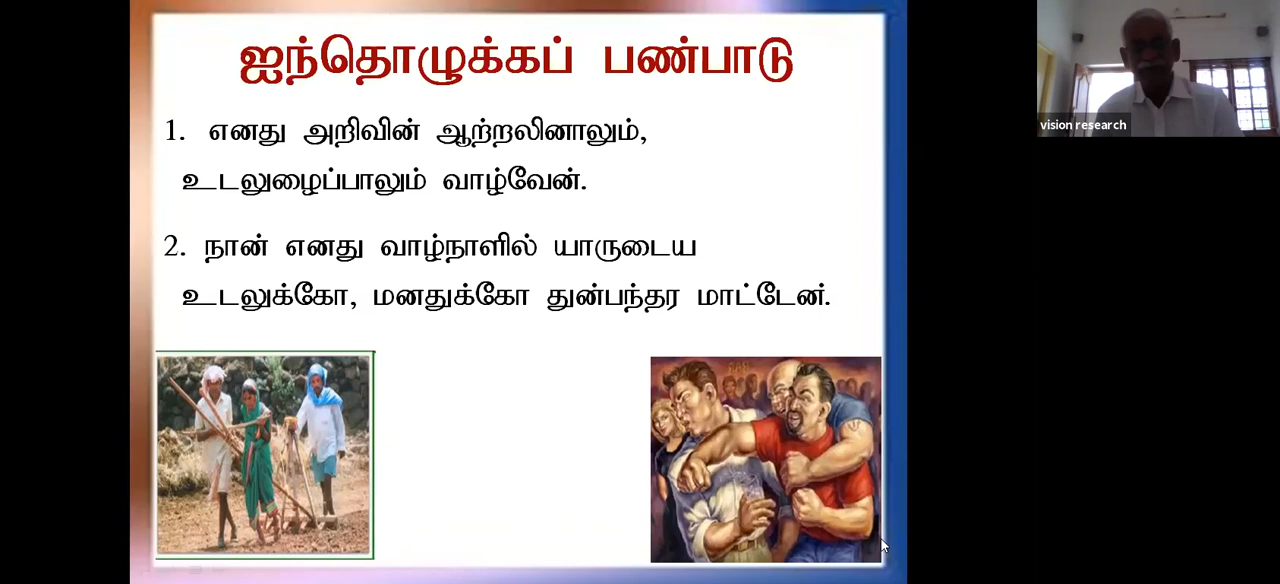 ஐந்தொழுக்கப் பண்பாடு
1. எனது அறிவின் ஆற்றலினாலும்,
உடலுழைப்பாலும் வாழ்வேன்.
2. நான் எனது வாழ்நாளில் யாருடைய
உடலுக்கோ, மனதுக்கோ துன்பந்தர மாட்டேன்.
vision research